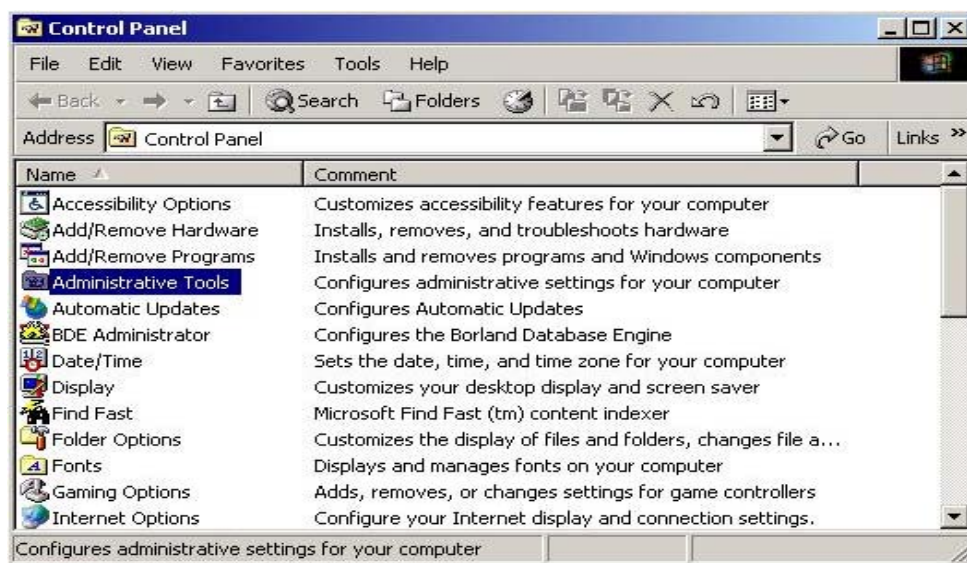 Control Panel
File Edit View Favorites Tools Help
Back Search Folders
Address Control Panel Go Links »
Name Comment
Accessibility Options Customizes accessibility features for your computer
Add/Remove Hardware Installs, removes, and troubleshoots hardware
Add/Remove Programs Installs and removes programs and Windows components
Administrative Tools Configures administrative settings for your computer
Automatic Updates Configures Automatic Updates
BDE Administrator Configures the Borland Database Engine
Date/Time Sets the date, time, and time zone for your computer
Display Customizes your desktop display and screen saver
Find Fast Microsoft Find Fast (tm) content indexer
Folder Options Customizes the display of files and folders, changes file a...
Fonts Displays and manages fonts on your computer
Gaming Options Adds, removes, or changes settings for game controllers
Internet Options Configure your Internet display and connection settings.
Configures administrative settings for your computer